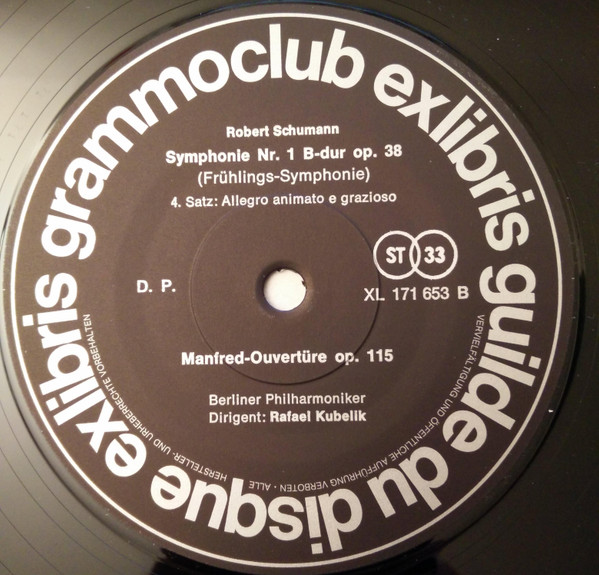 grammoclub exlibris guilde du disque exlibris
Robert Schumann
Symphonie Nr. 1 B-dur op. 38
(Frühlings-Symphonie)
4. Satz: Allegro animato e grazioso
ST 33
D. P.
XL 171 653 B
Manfred-Ouvertüre op. 115
Berliner Philharmoniker
Dirigent: Rafael Kubelik
ALLE HERSTELLER- UND URHEBERRECHTE VORBEHALTEN
VERVIELFÄLTIGUNG UND ÖFFENTLICHE AUFFÜHRUNG VERBOTEN •